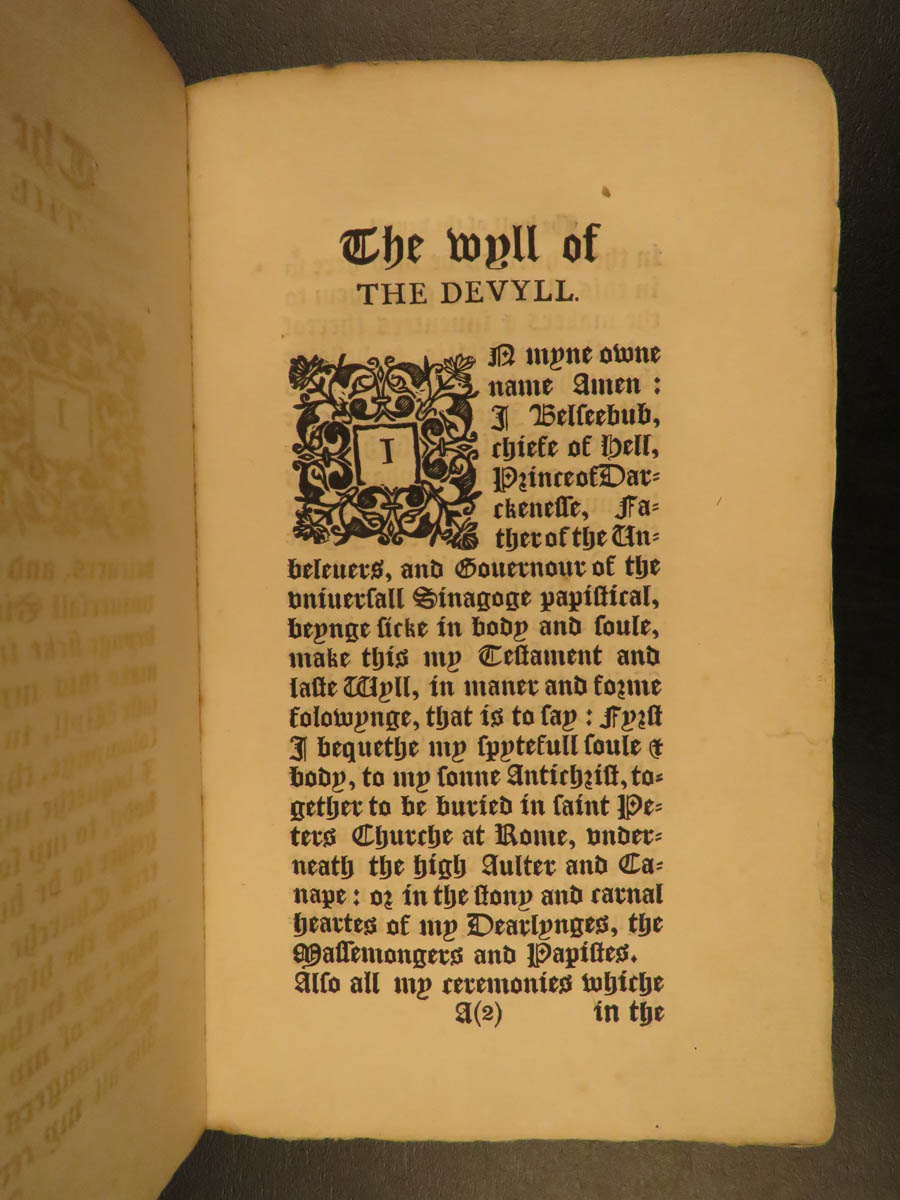 The wyll of
THE DEVYLL.
IN myne owne
name Amen :
I Belſeebub,
chiefe of Hell,
Prince of Dar-
ckeneſſe, Fa-
ther of the Un-
beleuers, and Gouernour of the
vniuerſall Sinagoge papiſtical,
beynge ſicke in body and ſoule,
make this my Teſtament and
laſte Wyll, in maner and forme
folowynge, that is to ſay : Fyrſt
I bequethe my ſpytefull ſoule &
body, to my ſonne Antichriſt, to-
gether to be buried in ſaint Pe-
ters Churche at Rome, vnder-
neath the high Aulter and Ca-
nape : or in the ſtony and carnal
heartes of my Dearlynges, the
Maſſemongers and Papiſtes.
Alſo all my ceremonies whiche
A(2) in the